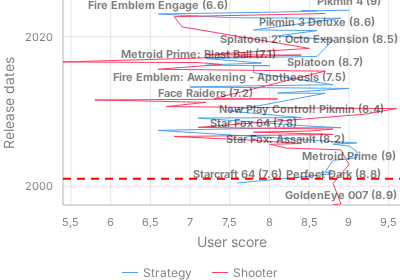 Pikmin 4 (9)
Fire Emblem Engage (6.6)
Pikmin 3 Deluxe (8.6)
2020
Splatoon 2: Octo Expansion (8.5)
Metroid Prime: Blast Ball (7.1)
Splatoon (8.7)
Fire Emblem: Awakening - Apotheosis (7.5)
Face Raiders (7.2)
New Play Control! Pikmin (8.4)
Star Fox 64 (7.8)
Star Fox: Assault (8.2)
Metroid Prime (9)
Starcraft 64 (7.6) Perfect Dark (8.8)
2000
GoldenEye 007 (8.9)
Release dates
5,5 6 6,5 7 7,5 8 8,5 9 9,5
User score
Strategy Shooter